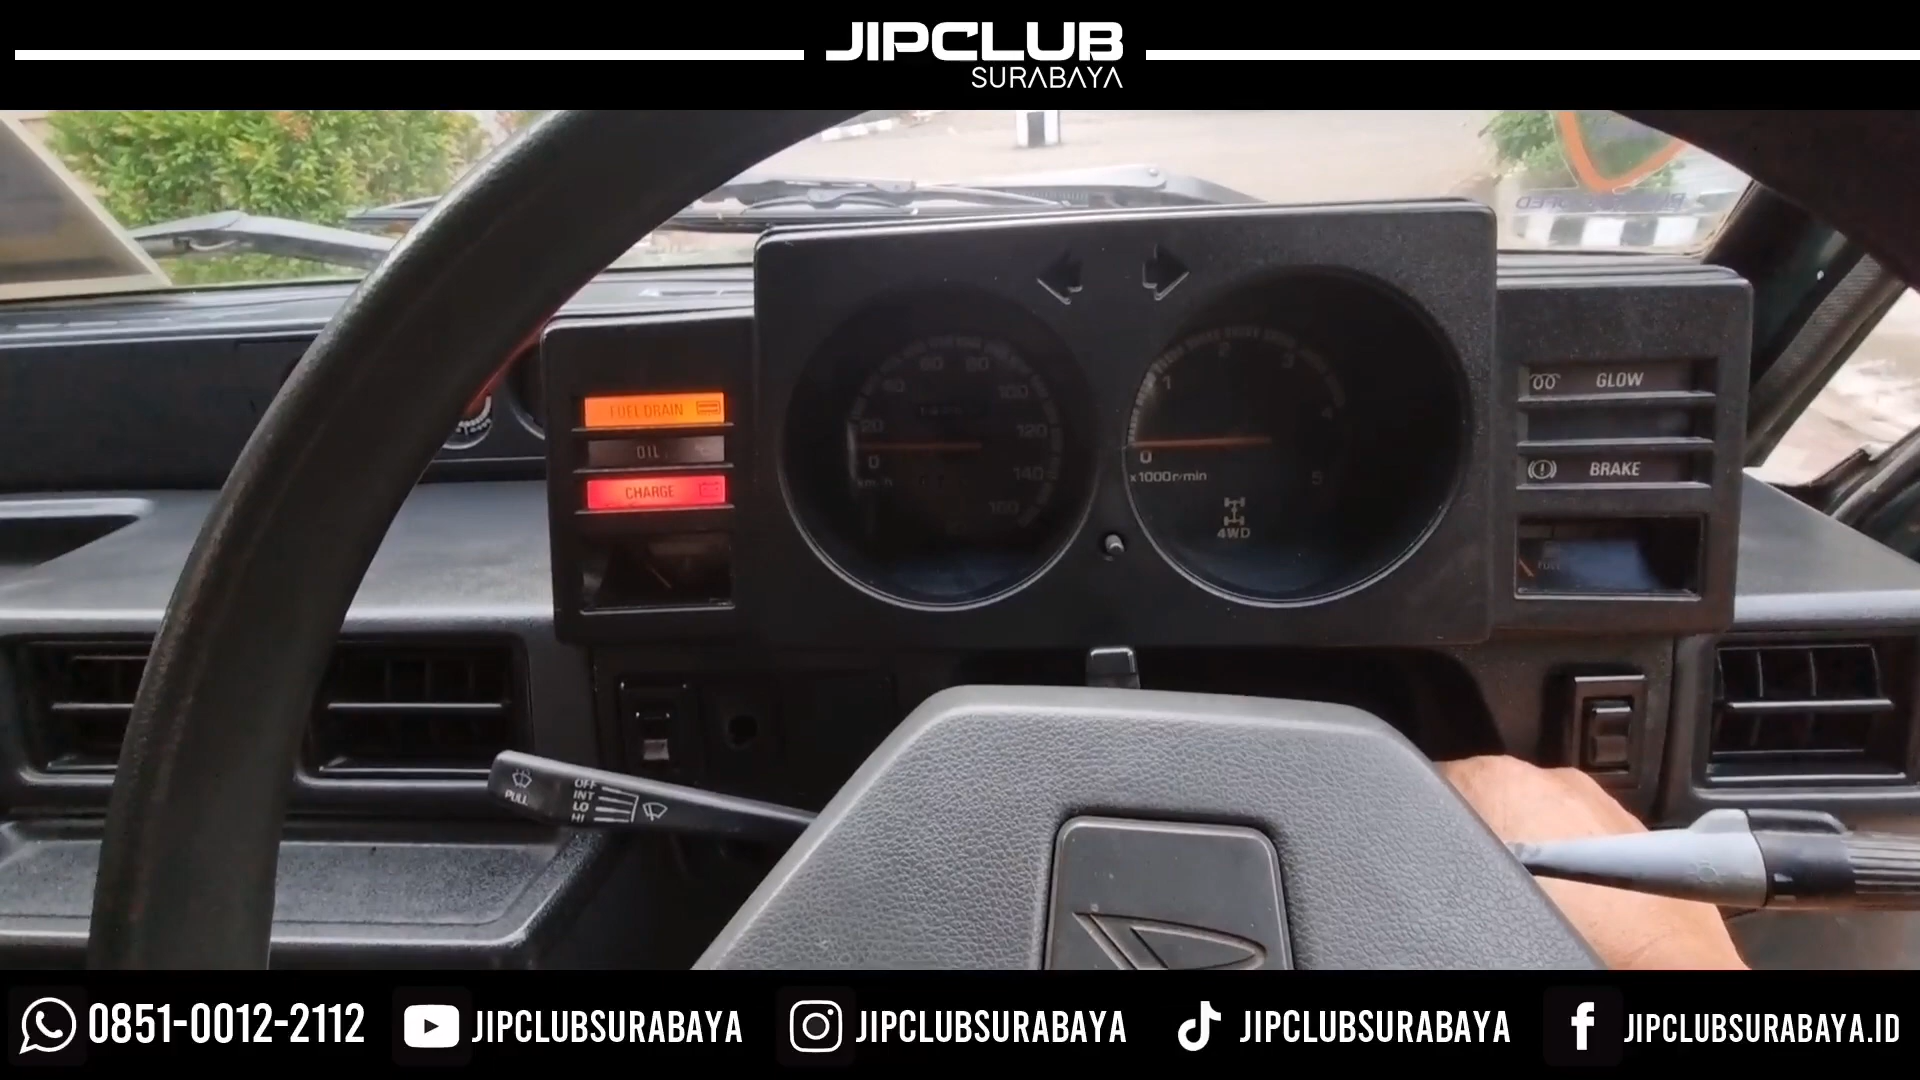 JIPCLUB
SURABAYA
FUEL DRAIN
OIL
CHARGE
20
40
60
80
100
120
140
160
0
km/h
0
1
2
3
4
5
x1000r/min
4WD
GLOW
BRAKE
FUEL
PULL
OFF
INT
LO
HI
0851-0012-2112
JIPCLUBSURABAYA
JIPCLUBSURABAYA
JIPCLUBSURABAYA
JIPCLUBSURABAYA.ID